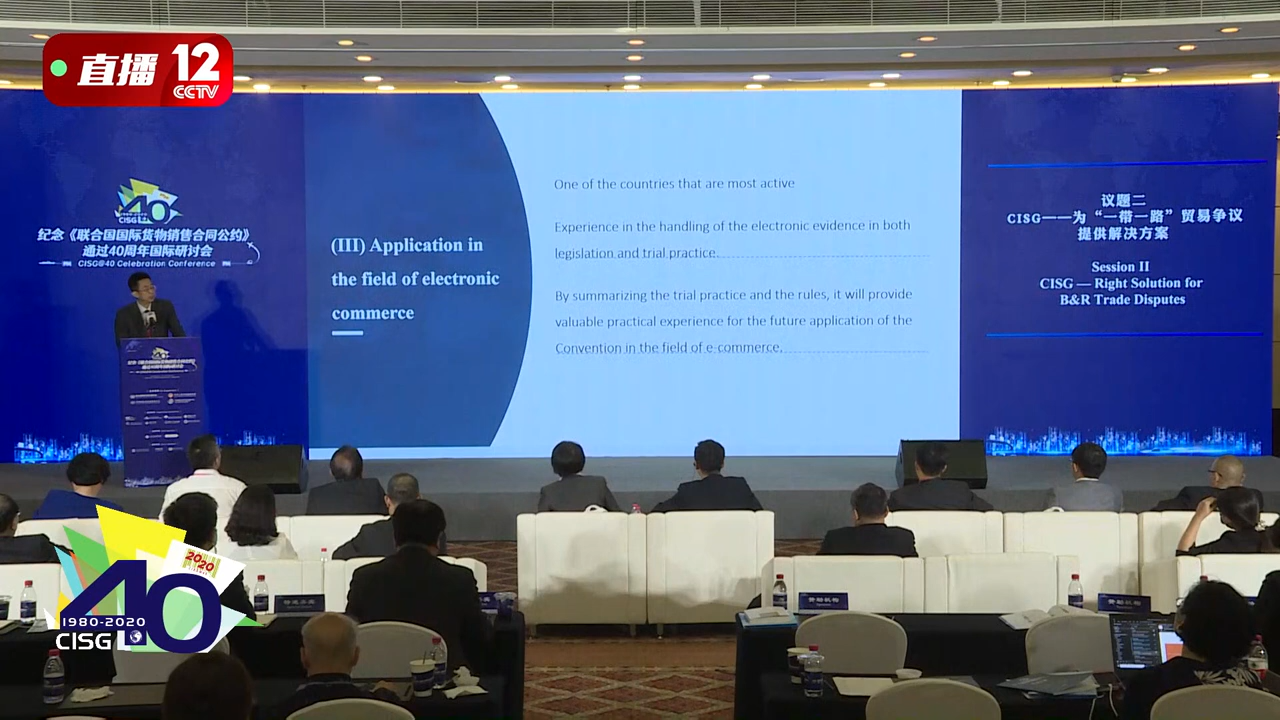 直播 12
CCTV
CISG 40
纪念《联合国国际货物销售合同公约》
通过40周年国际研讨会
CISG@40 Celebration Conference
(III) Application in
the field of electronic
commerce
One of the countries that are most active
Experience in the handling of the electronic evidence in both
legislation and trial practice.
By summarizing the trial practice and the rules, it will provide
valuable practical experience for the future application of the
Convention in the field of e-commerce.
议题二
CISG——为“一带一路”贸易争议
提供解决方案
Session II
CISG — Right Solution for
B&R Trade Disputes
2020
40
1980-2020
CISG